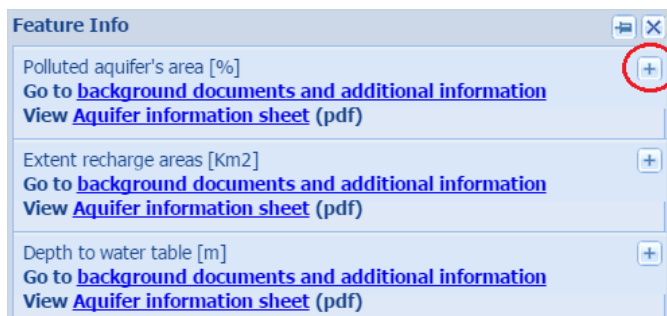 Feature Info
Polluted aquifer's area [%]
Go to background documents and additional information
View Aquifer information sheet (pdf)
Extent recharge areas [Km2]
Go to background documents and additional information
View Aquifer information sheet (pdf)
Depth to water table [m]
Go to background documents and additional information
View Aquifer information sheet (pdf)